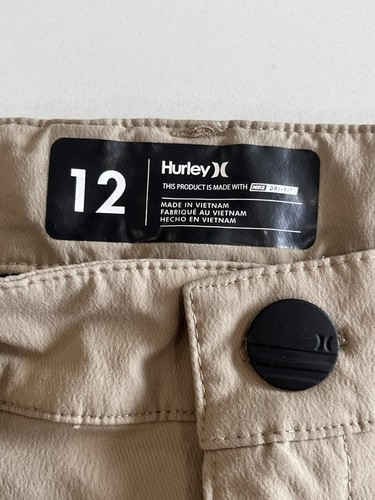 12
Hurley
THIS PRODUCT IS MADE WITH NIKE DRI-FIT
MADE IN VIETNAM
FABRIQUÉ AU VIETNAM
HECHO EN VIETNAM